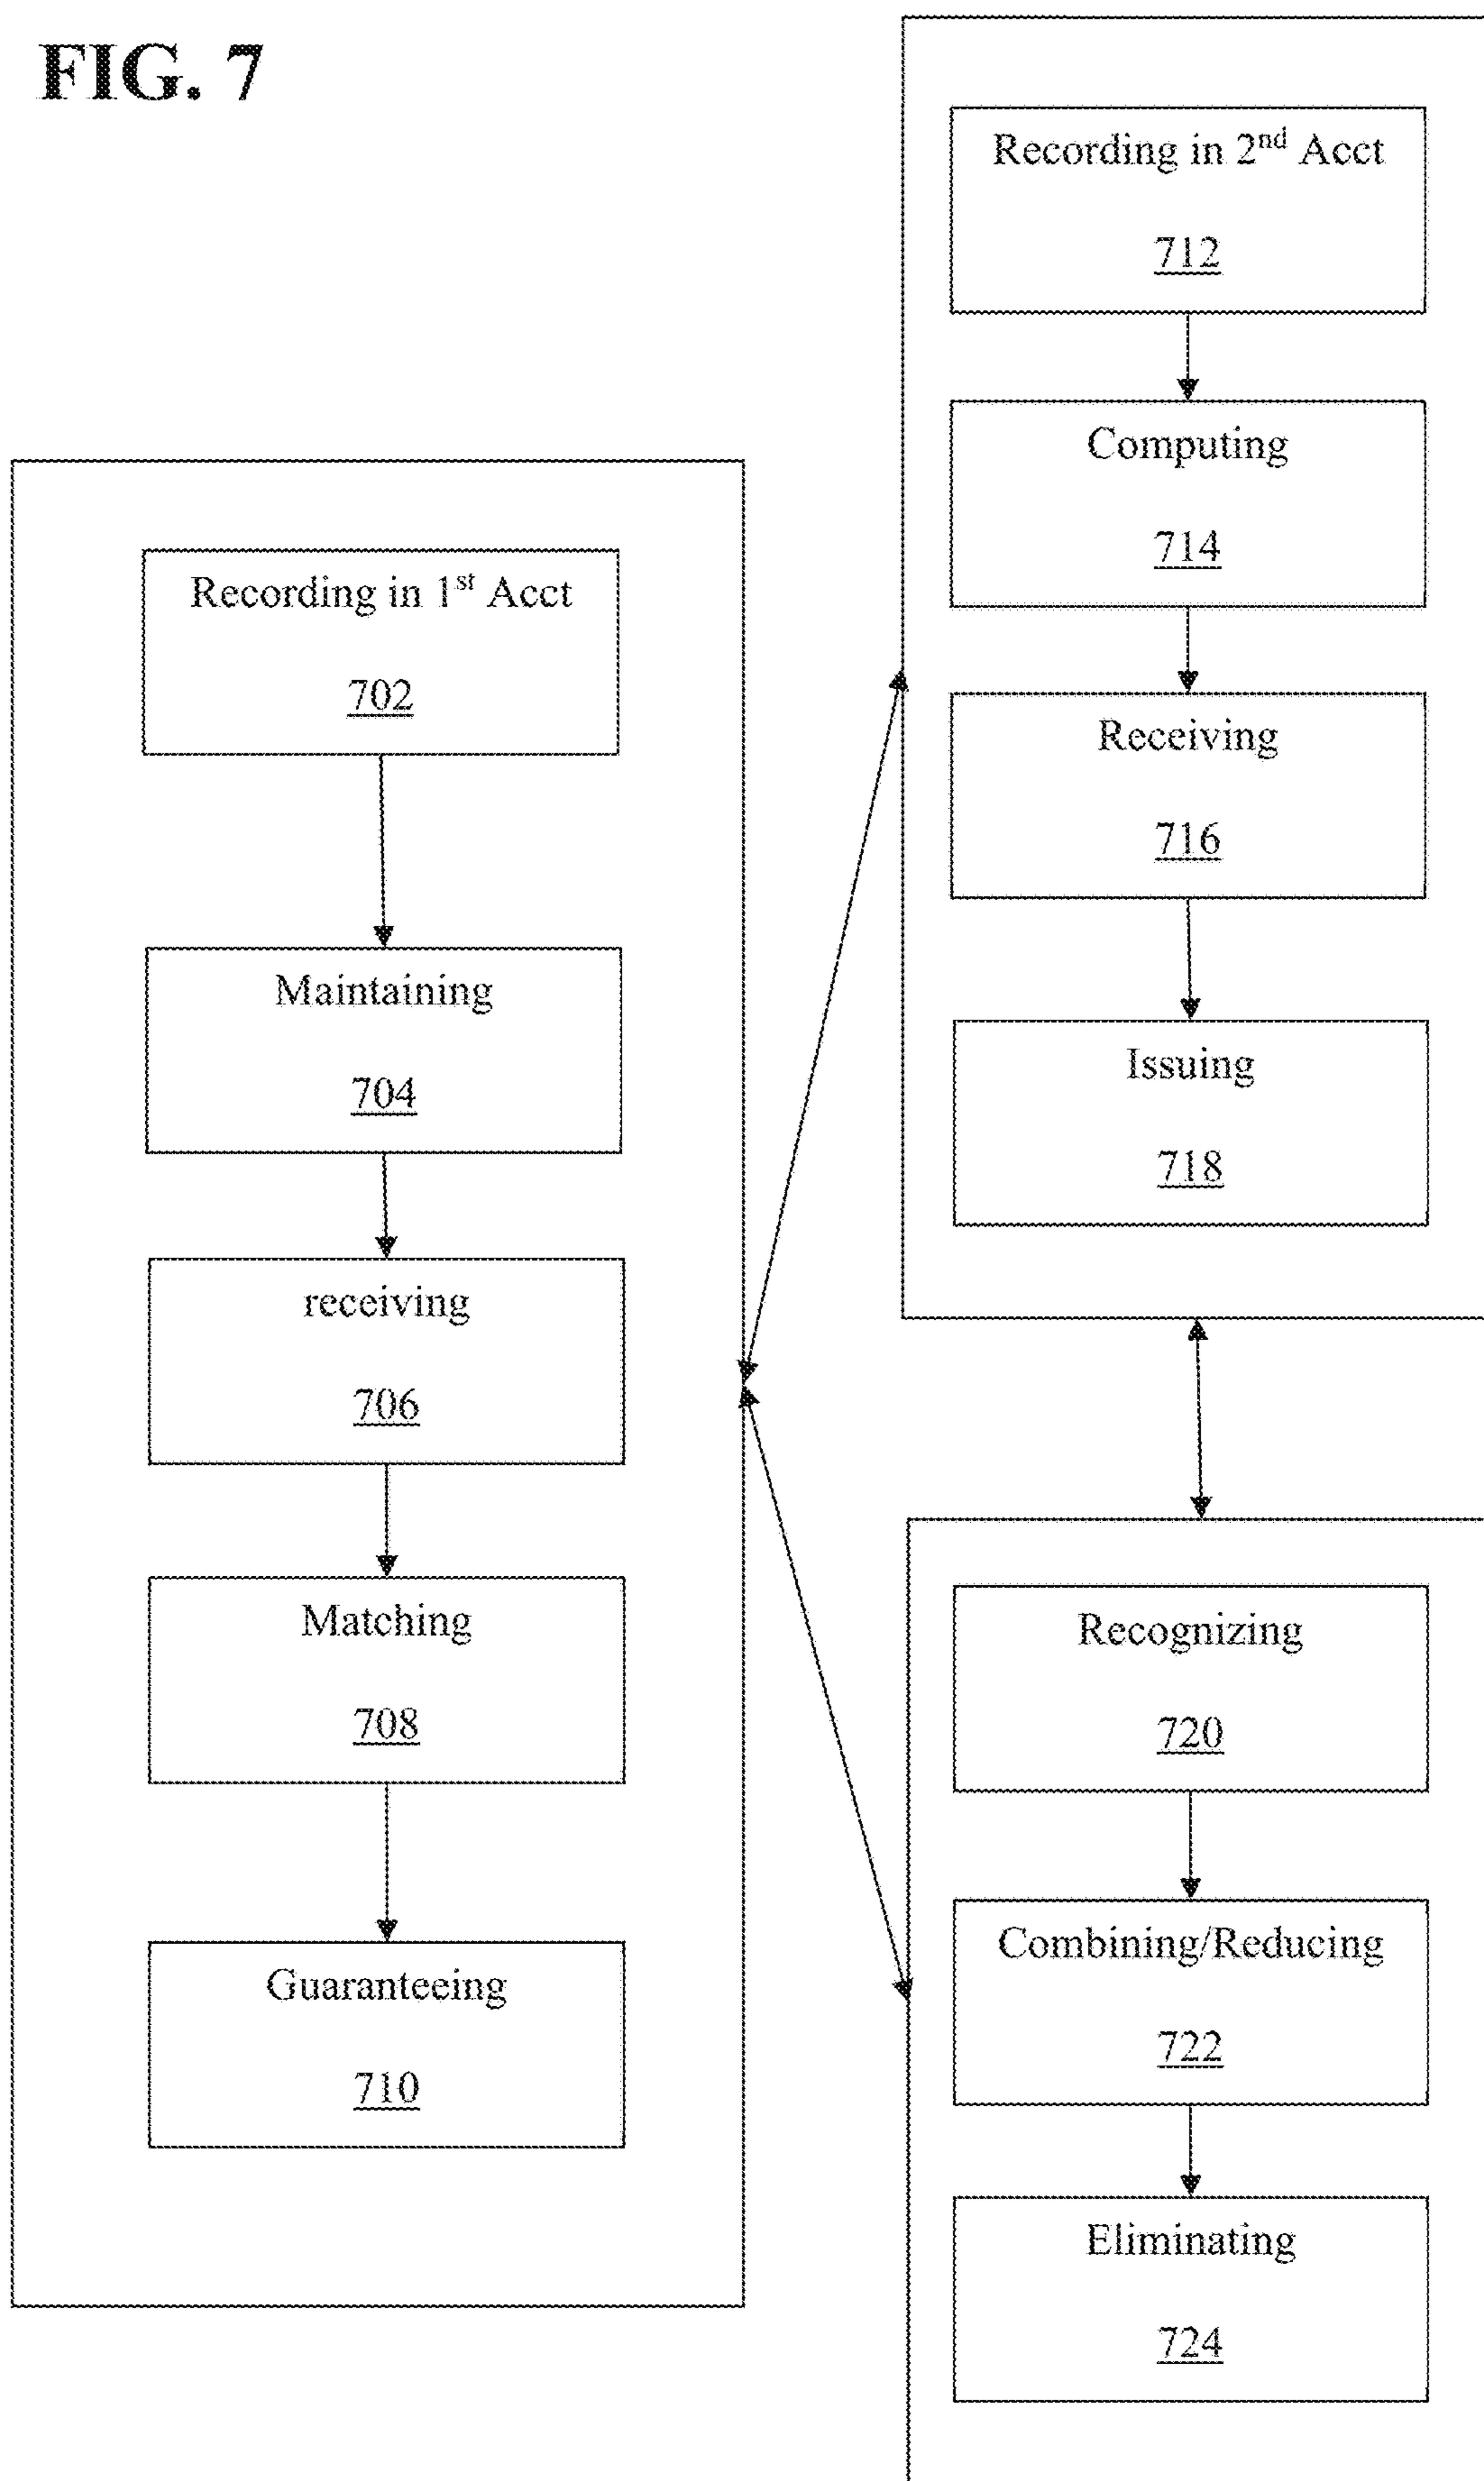 FIG. 7
Recording in 1st Acct
702
Maintaining
704
receiving
706
Matching
708
Guaranteeing
710
Recording in 2nd Acct
712
Computing
714
Receiving
716
Issuing
718
Recognizing
720
Combining/Reducing
722
Eliminating
724